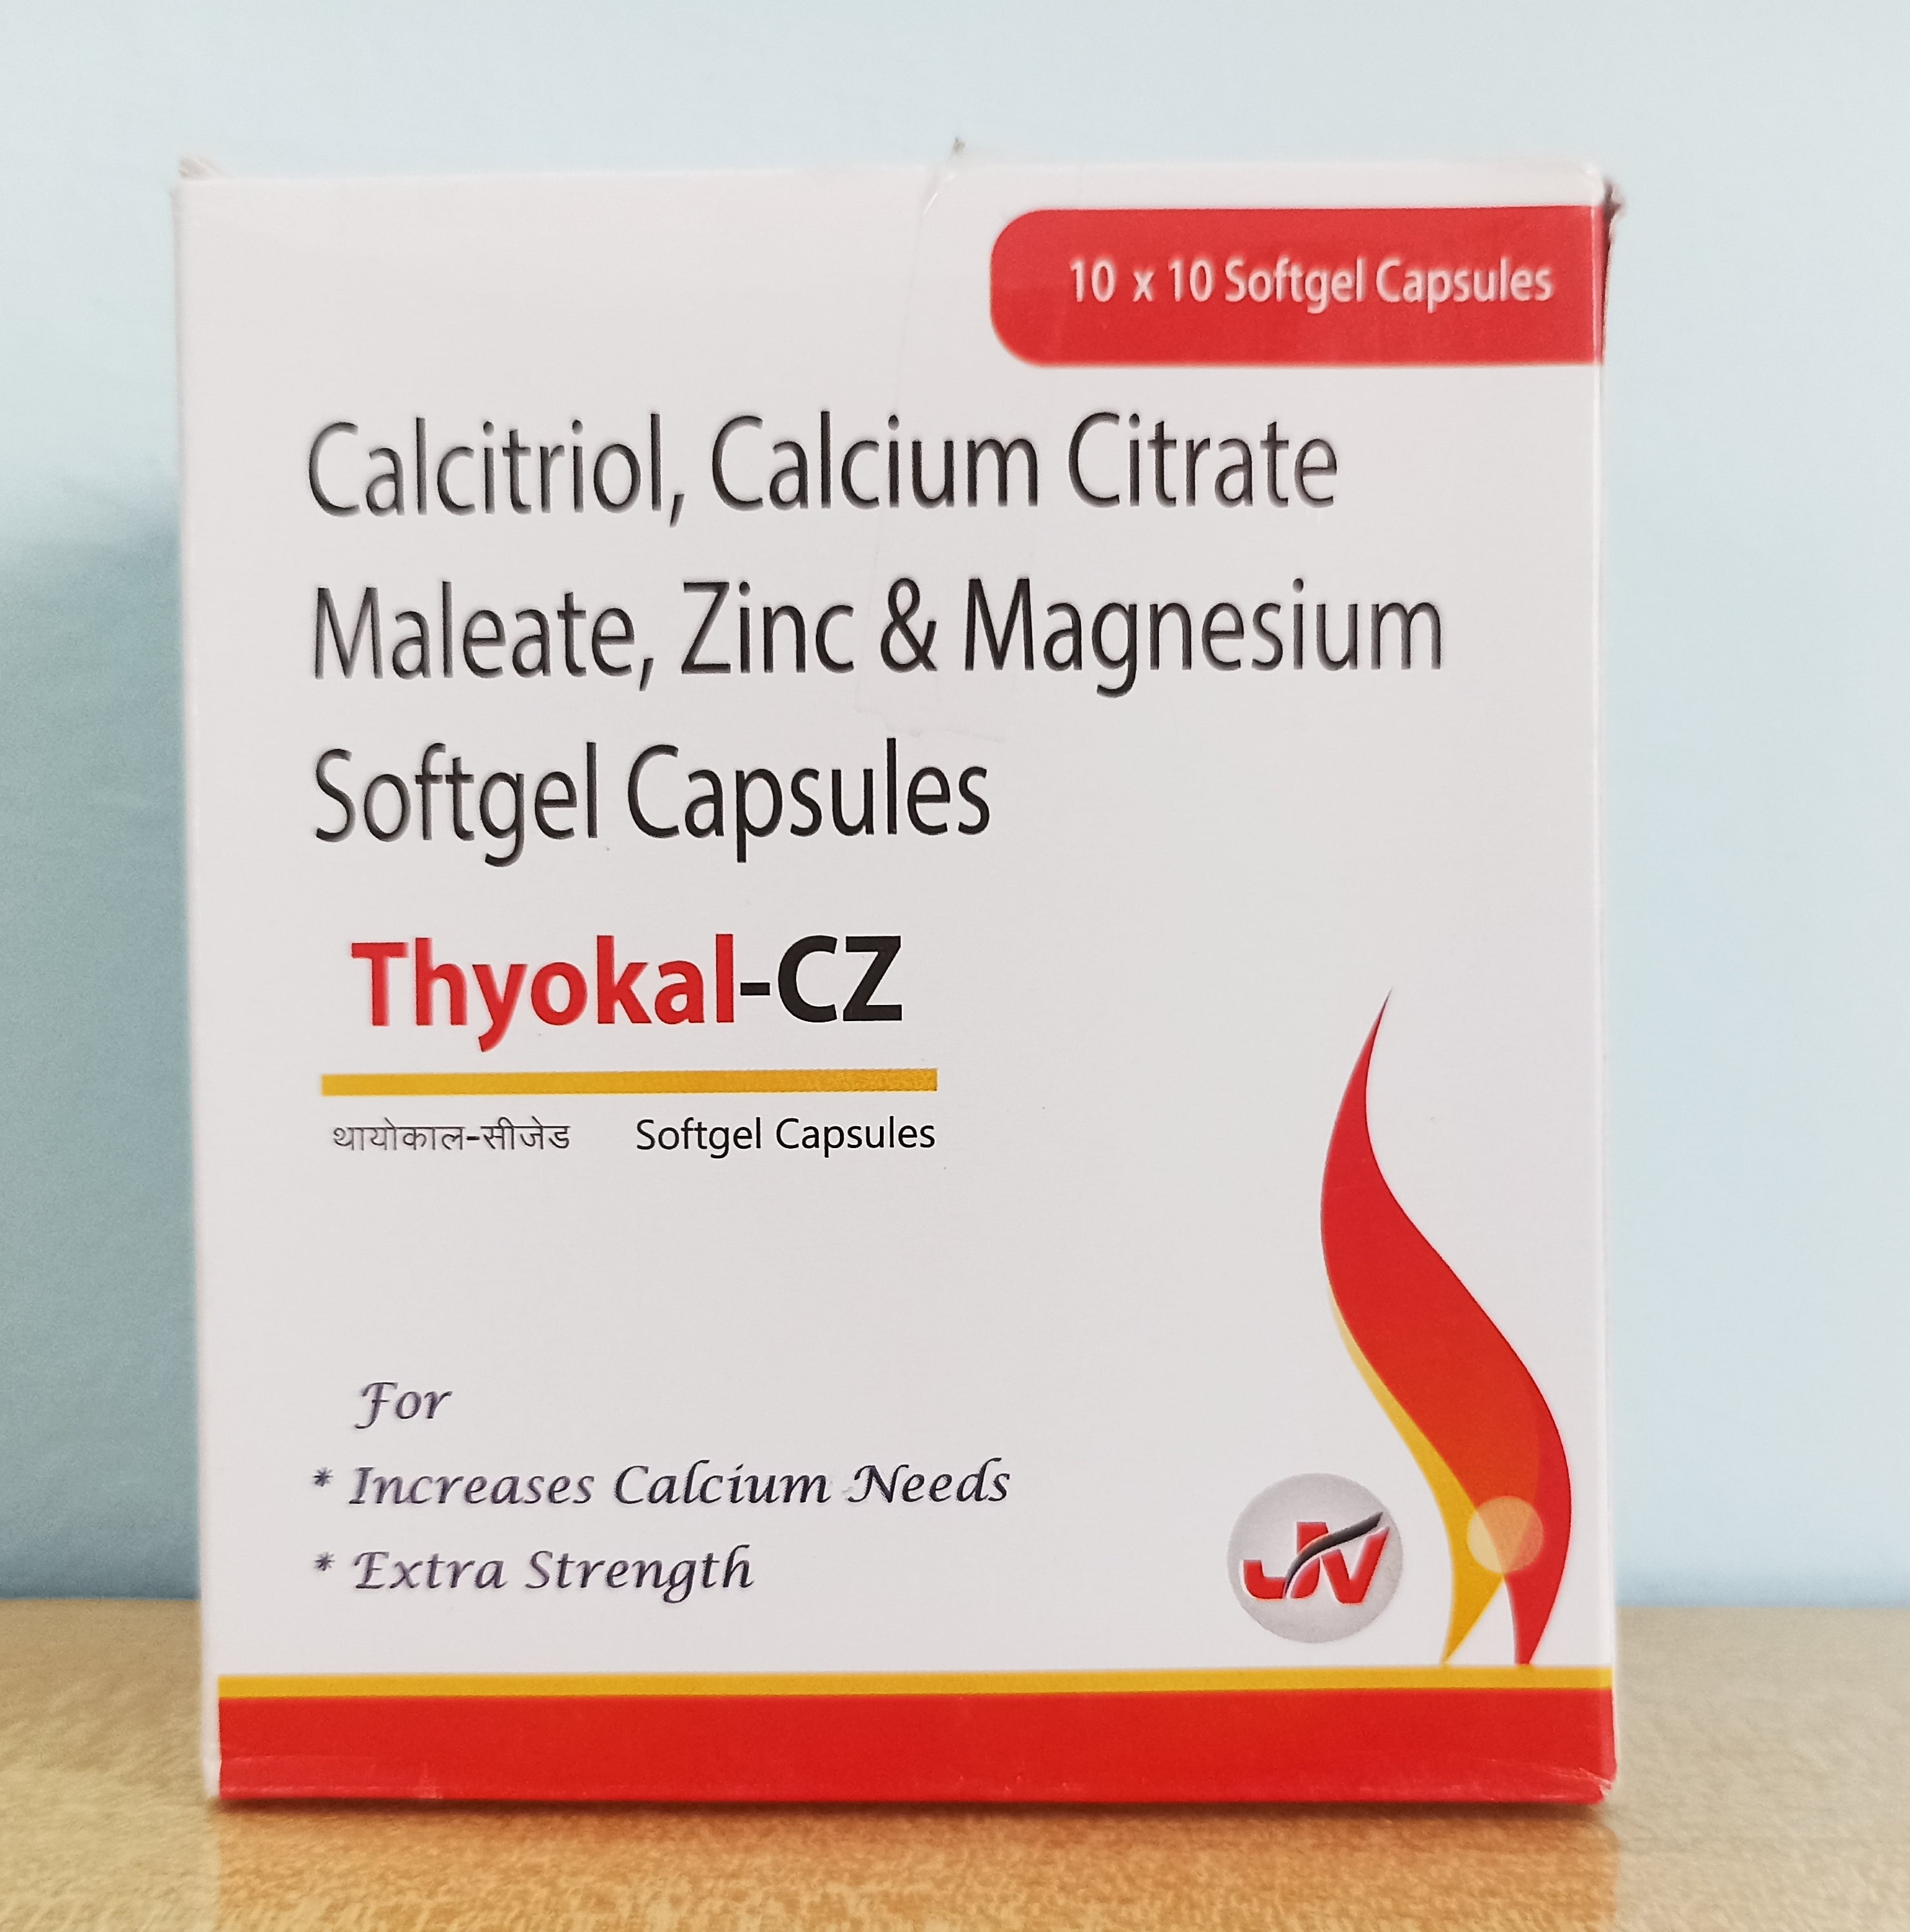 10 x 10 Softgel Capsules
Calcitriol, Calcium Citrate
Maleate, Zinc & Magnesium
Softgel Capsules
Thyokal-CZ
थायोकाल-सीजेड Softgel Capsules
For
* Increases Calcium Needs
* Extra Strength
JN